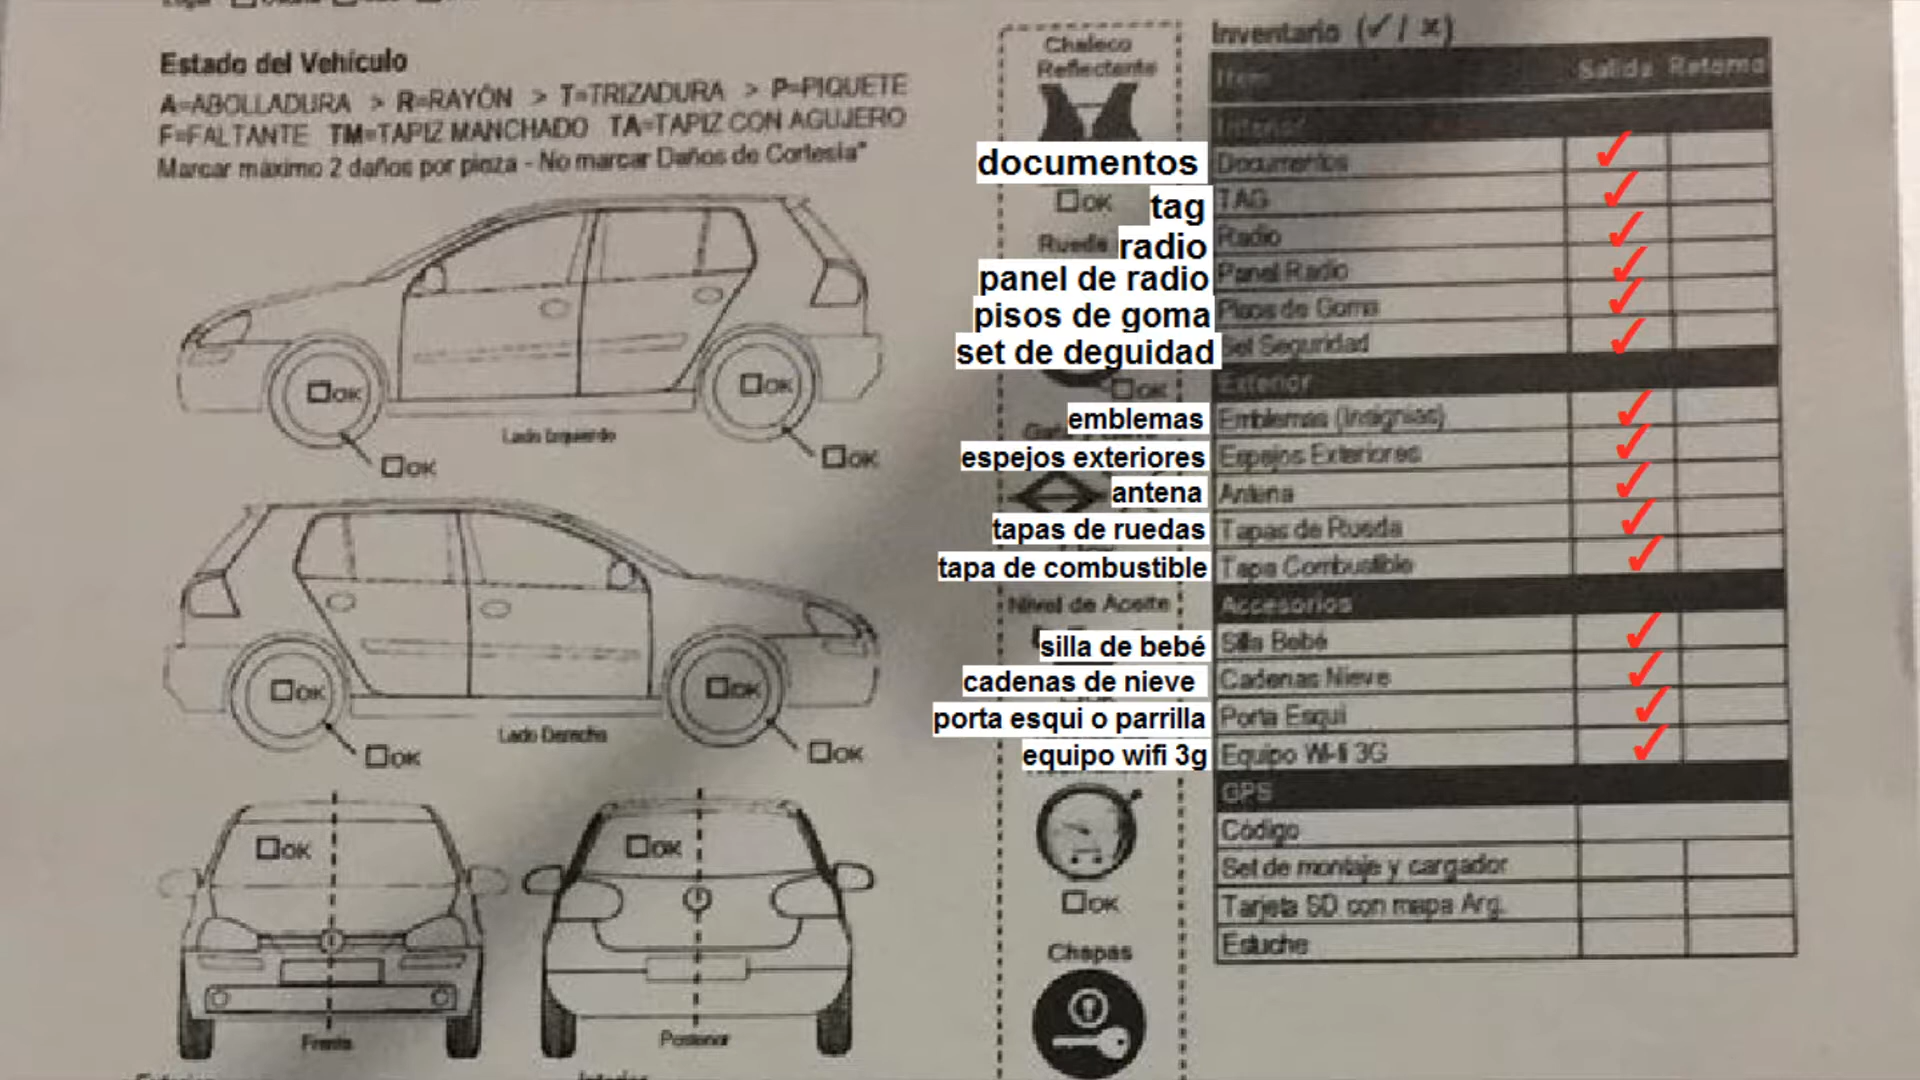 Estado del Vehículo
A=ABOLLADURA > R=RAYÓN > T=TRIZADURA > P=PIQUETE
F=FALTANTE TM=TAPIZ MANCHADO TA=TAPIZ CON AGUJERO
Marcar máximo 2 daños por pieza - No marcar Daños de Cortesía*
OK
OK
Lado Izquierdo
OK
OK
OK
OK
Lado Derecho
OK
OK
OK
OK
Frente
Posterior
Chaleco
Reflectante
OK
Rueda
OK
Nivel de Aceite
OK
Chapas
documentos
tag
radio
panel de radio
pisos de goma
set de deguidad
emblemas
espejos exteriores
antena
tapas de ruedas
tapa de combustible
silla de bebé
cadenas de nieve
porta esqui o parrilla
equipo wifi 3g
Inventario (✓/ ✗)
Item Salida Retorno
Interior
Documentos ✓
TAG ✓
Radio ✓
Panel Radio ✓
Pisos de Goma ✓
Set Seguridad ✓
Exterior
Emblemas (Insignias) ✓
Espejos Exteriores ✓
Antena ✓
Tapas de Rueda ✓
Tapa Combustible ✓
Accesorios
Silla Bebé ✓
Cadenas Nieve ✓
Porta Esqui ✓
Equipo Wi-fi 3G ✓
GPS
Código
Set de montaje y cargador
Tarjeta SD con mapa Arg.
Estuche